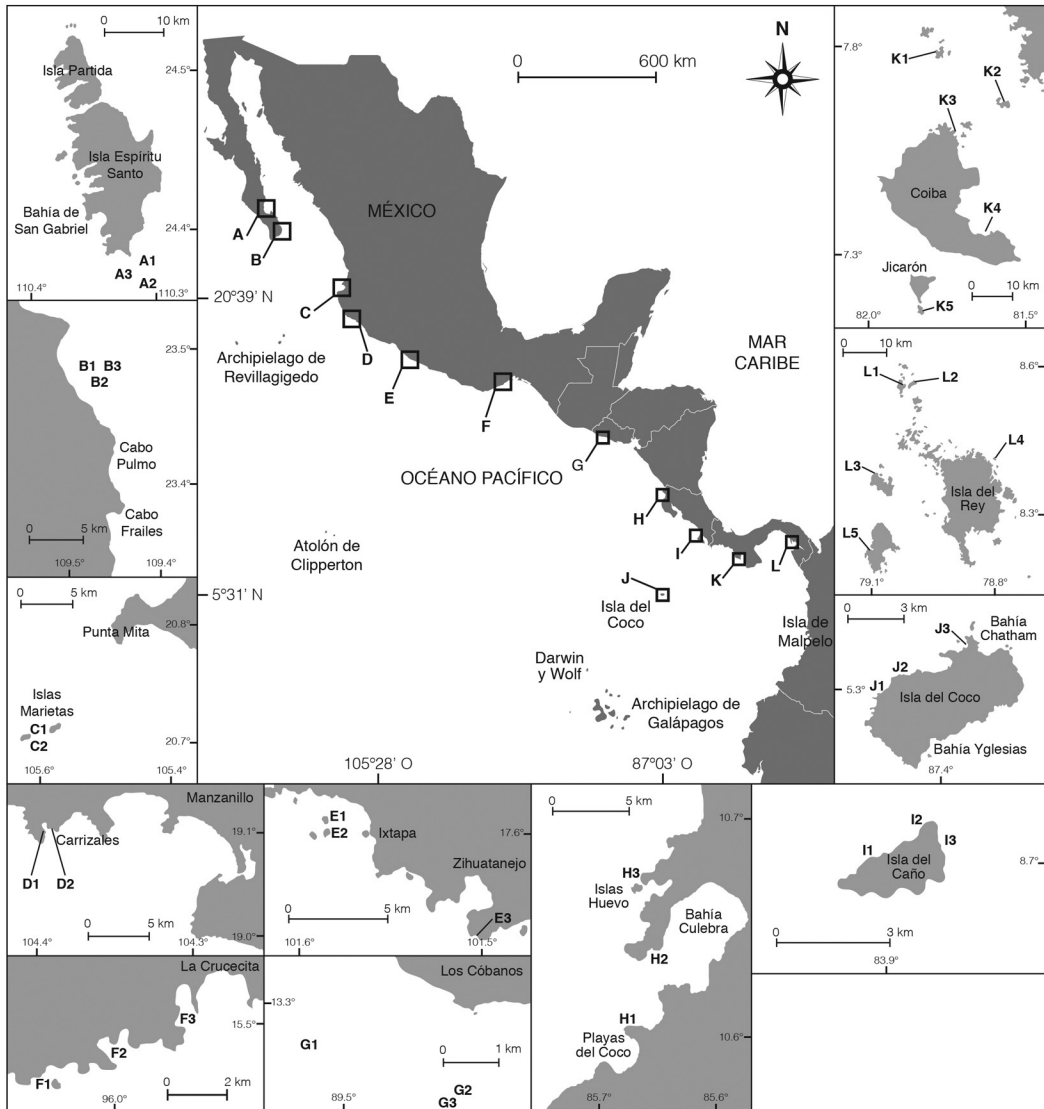 0 10 km
Isla Partida
24.5°
Isla Espíritu
Santo
Bahía de
San Gabriel
24.4°
A1
A3
A2
110.4°
110.3°
23.5°
B1 B3
B2
Cabo
Pulmo
23.4°
Cabo
Frailes
0 5 km
109.5°
109.4°
0 5 km
Punta Mita
20.8°
Islas
Marietas
C1
C2
20.7°
105.6°
105.4°
0 600 km
N
MÉXICO
A
B
C
D
E
F
G
H
I
J
K
L
20°39' N
5°31' N
105°28' O
87°03' O
Archipielago de
Revillagigedo
MAR
CARIBE
OCÉANO PACÍFICO
Atolón de
Clipperton
Isla del
Coco
Isla de
Malpelo
Darwin
y Wolf
Archipielago de
Galápagos
7.8°
K1
K2
K3
Coiba
K4
7.3°
Jicarón
0 10 km
K5
82.0°
81.5°
0 10 km
8.6°
L1
L2
L4
L3
Isla del
Rey
8.3°
L5
79.1°
78.8°
0 3 km
Bahía
Chatham
J3
J2
J1
5.3°
Isla del Coco
Bahía Yglesias
87.4°
Manzanillo
19.1°
Carrizales
D1
D2
0 5 km
19.0°
104.4°
104.3°
E1
E2
Ixtapa
17.6°
Zihuatanejo
0 5 km
E3
101.6°
101.5°
La Crucecita
15.5°
F3
F2
F1
0 2 km
96.0°
Los Cóbanos
13.3°
G1
0 1 km
G2
G3
89.5°
0 5 km
10.7°
H3
Islas
Huevo
Bahía
Culebra
H2
H1
Playas
del Coco
10.6°
85.7°
85.6°
I2
I1
I3
Isla del
Caño
8.7°
0 3 km
83.9°